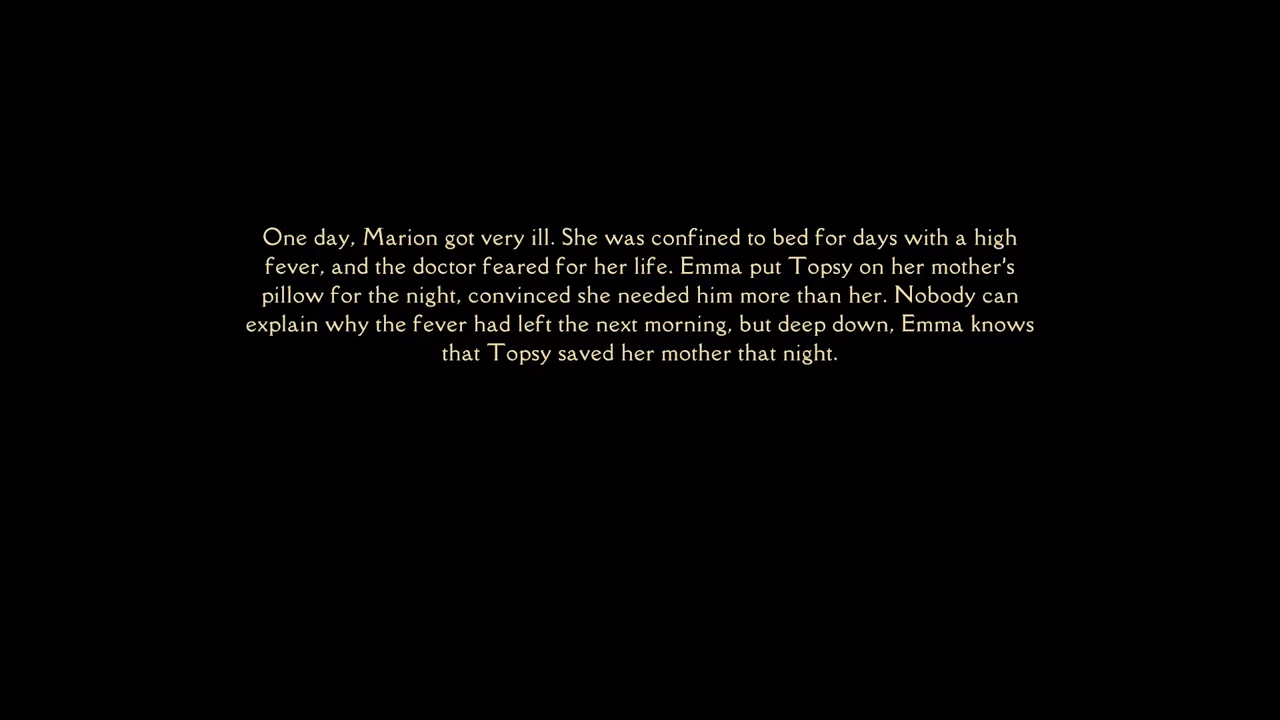 One day, Marion got very ill. She was confined to bed for days with a high
fever, and the doctor feared for her life. Emma put Topsy on her mother's
pillow for the night, convinced she needed him more than her. Nobody can
explain why the fever had left the next morning, but deep down, Emma knows
that Topsy saved her mother that night.